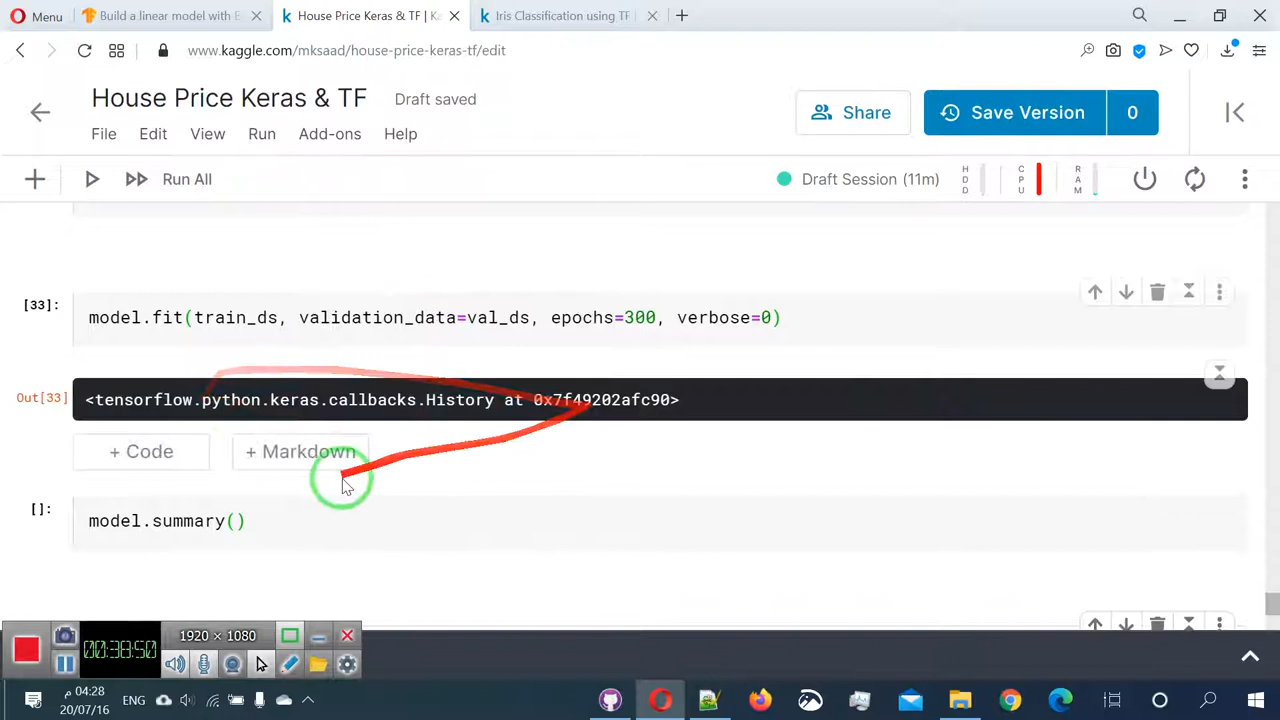 Menu
Build a linear model with E
House Price Keras & TF | Ka
Iris Classification using TF
www.kaggle.com/mksaad/house-price-keras-tf/edit
House Price Keras & TF
Draft saved
Share
Save Version
0
File
Edit
View
Run
Add-ons
Help
Run All
Draft Session (11m)
HDD
CPU
RAM
[33]:
model.fit(train_ds, validation_data=val_ds, epochs=300, verbose=0)
Out[33]
<tensorflow.python.keras.callbacks.History at 0x7f49202afc90>
+ Code
+ Markdown
[]:
model.summary()
00:38:50
1920 × 1080
ENG
04:28 م
20/07/16